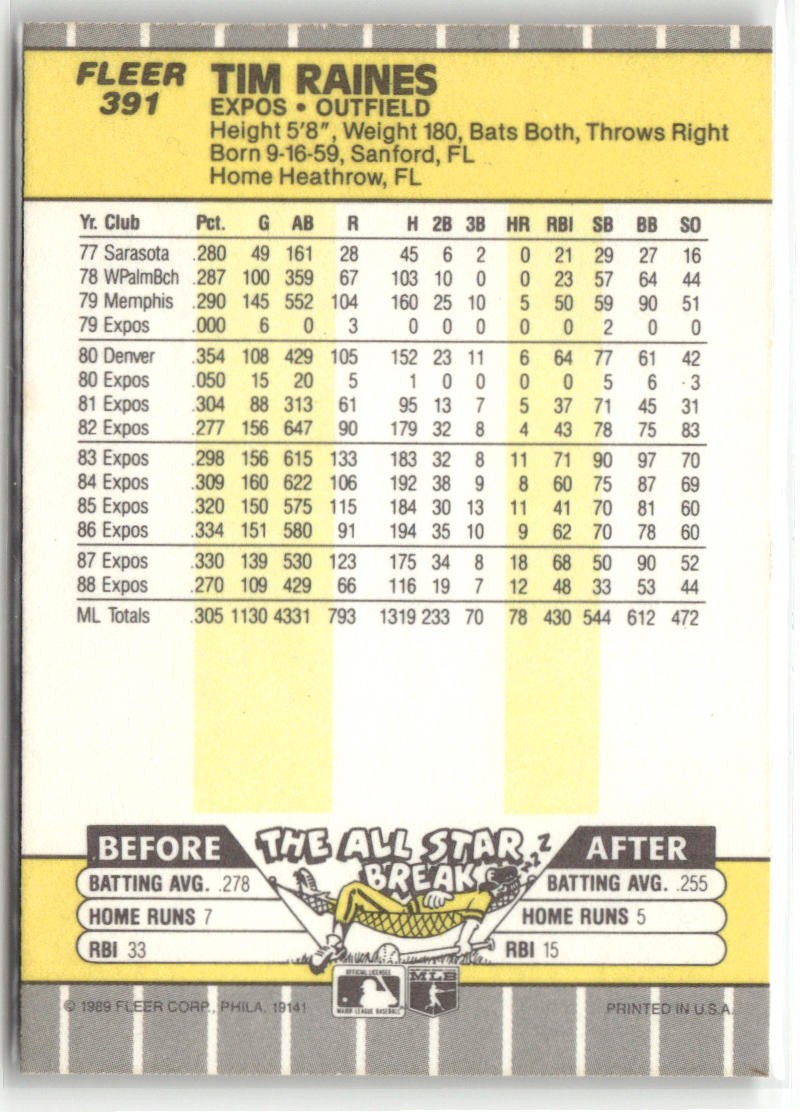 FLEER
391
TIM RAINES
EXPOS • OUTFIELD
Height 5'8", Weight 180, Bats Both, Throws Right
Born 9-16-59, Sanford, FL
Home Heathrow, FL
Yr. Club Pct. G AB R H 2B 3B HR RBI SB BB SO
77 Sarasota .280 49 161 28 45 6 2 0 21 29 27 16
78 WPalmBch .287 100 359 67 103 10 0 0 23 57 64 44
79 Memphis .290 145 552 104 160 25 10 5 50 59 90 51
79 Expos .000 6 0 3 0 0 0 0 0 2 0 0
80 Denver .354 108 429 105 152 23 11 6 64 77 61 42
80 Expos .050 15 20 5 1 0 0 0 0 5 6 3
81 Expos .304 88 313 61 95 13 7 5 37 71 45 31
82 Expos .277 156 647 90 179 32 8 4 43 78 75 83
83 Expos .298 156 615 133 183 32 8 11 71 90 97 70
84 Expos .309 160 622 106 192 38 9 8 60 75 87 69
85 Expos .320 150 575 115 184 30 13 11 41 70 81 60
86 Expos .334 151 580 91 194 35 10 9 62 70 78 60
87 Expos .330 139 530 123 175 34 8 18 68 50 90 52
88 Expos .270 109 429 66 116 19 7 12 48 33 53 44
ML Totals .305 1130 4331 793 1319 233 70 78 430 544 612 472
THE ALL STAR
BREAK
zzZ
BEFORE
BATTING AVG. .278
HOME RUNS 7
RBI 33
AFTER
BATTING AVG. .255
HOME RUNS 5
RBI 15
OFFICIAL LICENSEE
MAJOR LEAGUE BASEBALL
MLB
© 1989 FLEER CORP., PHILA. 19141
PRINTED IN U.S.A.